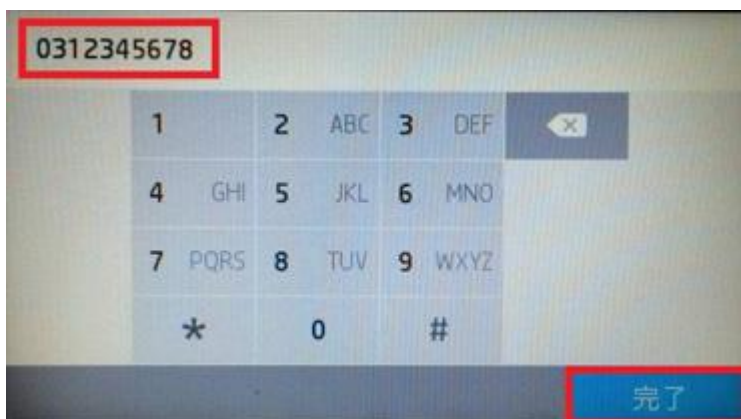 0312345678
1 2 ABC 3 DEF
4 GHI 5 JKL 6 MNO
7 PQRS 8 TUV 9 WXYZ
* 0 #
完了